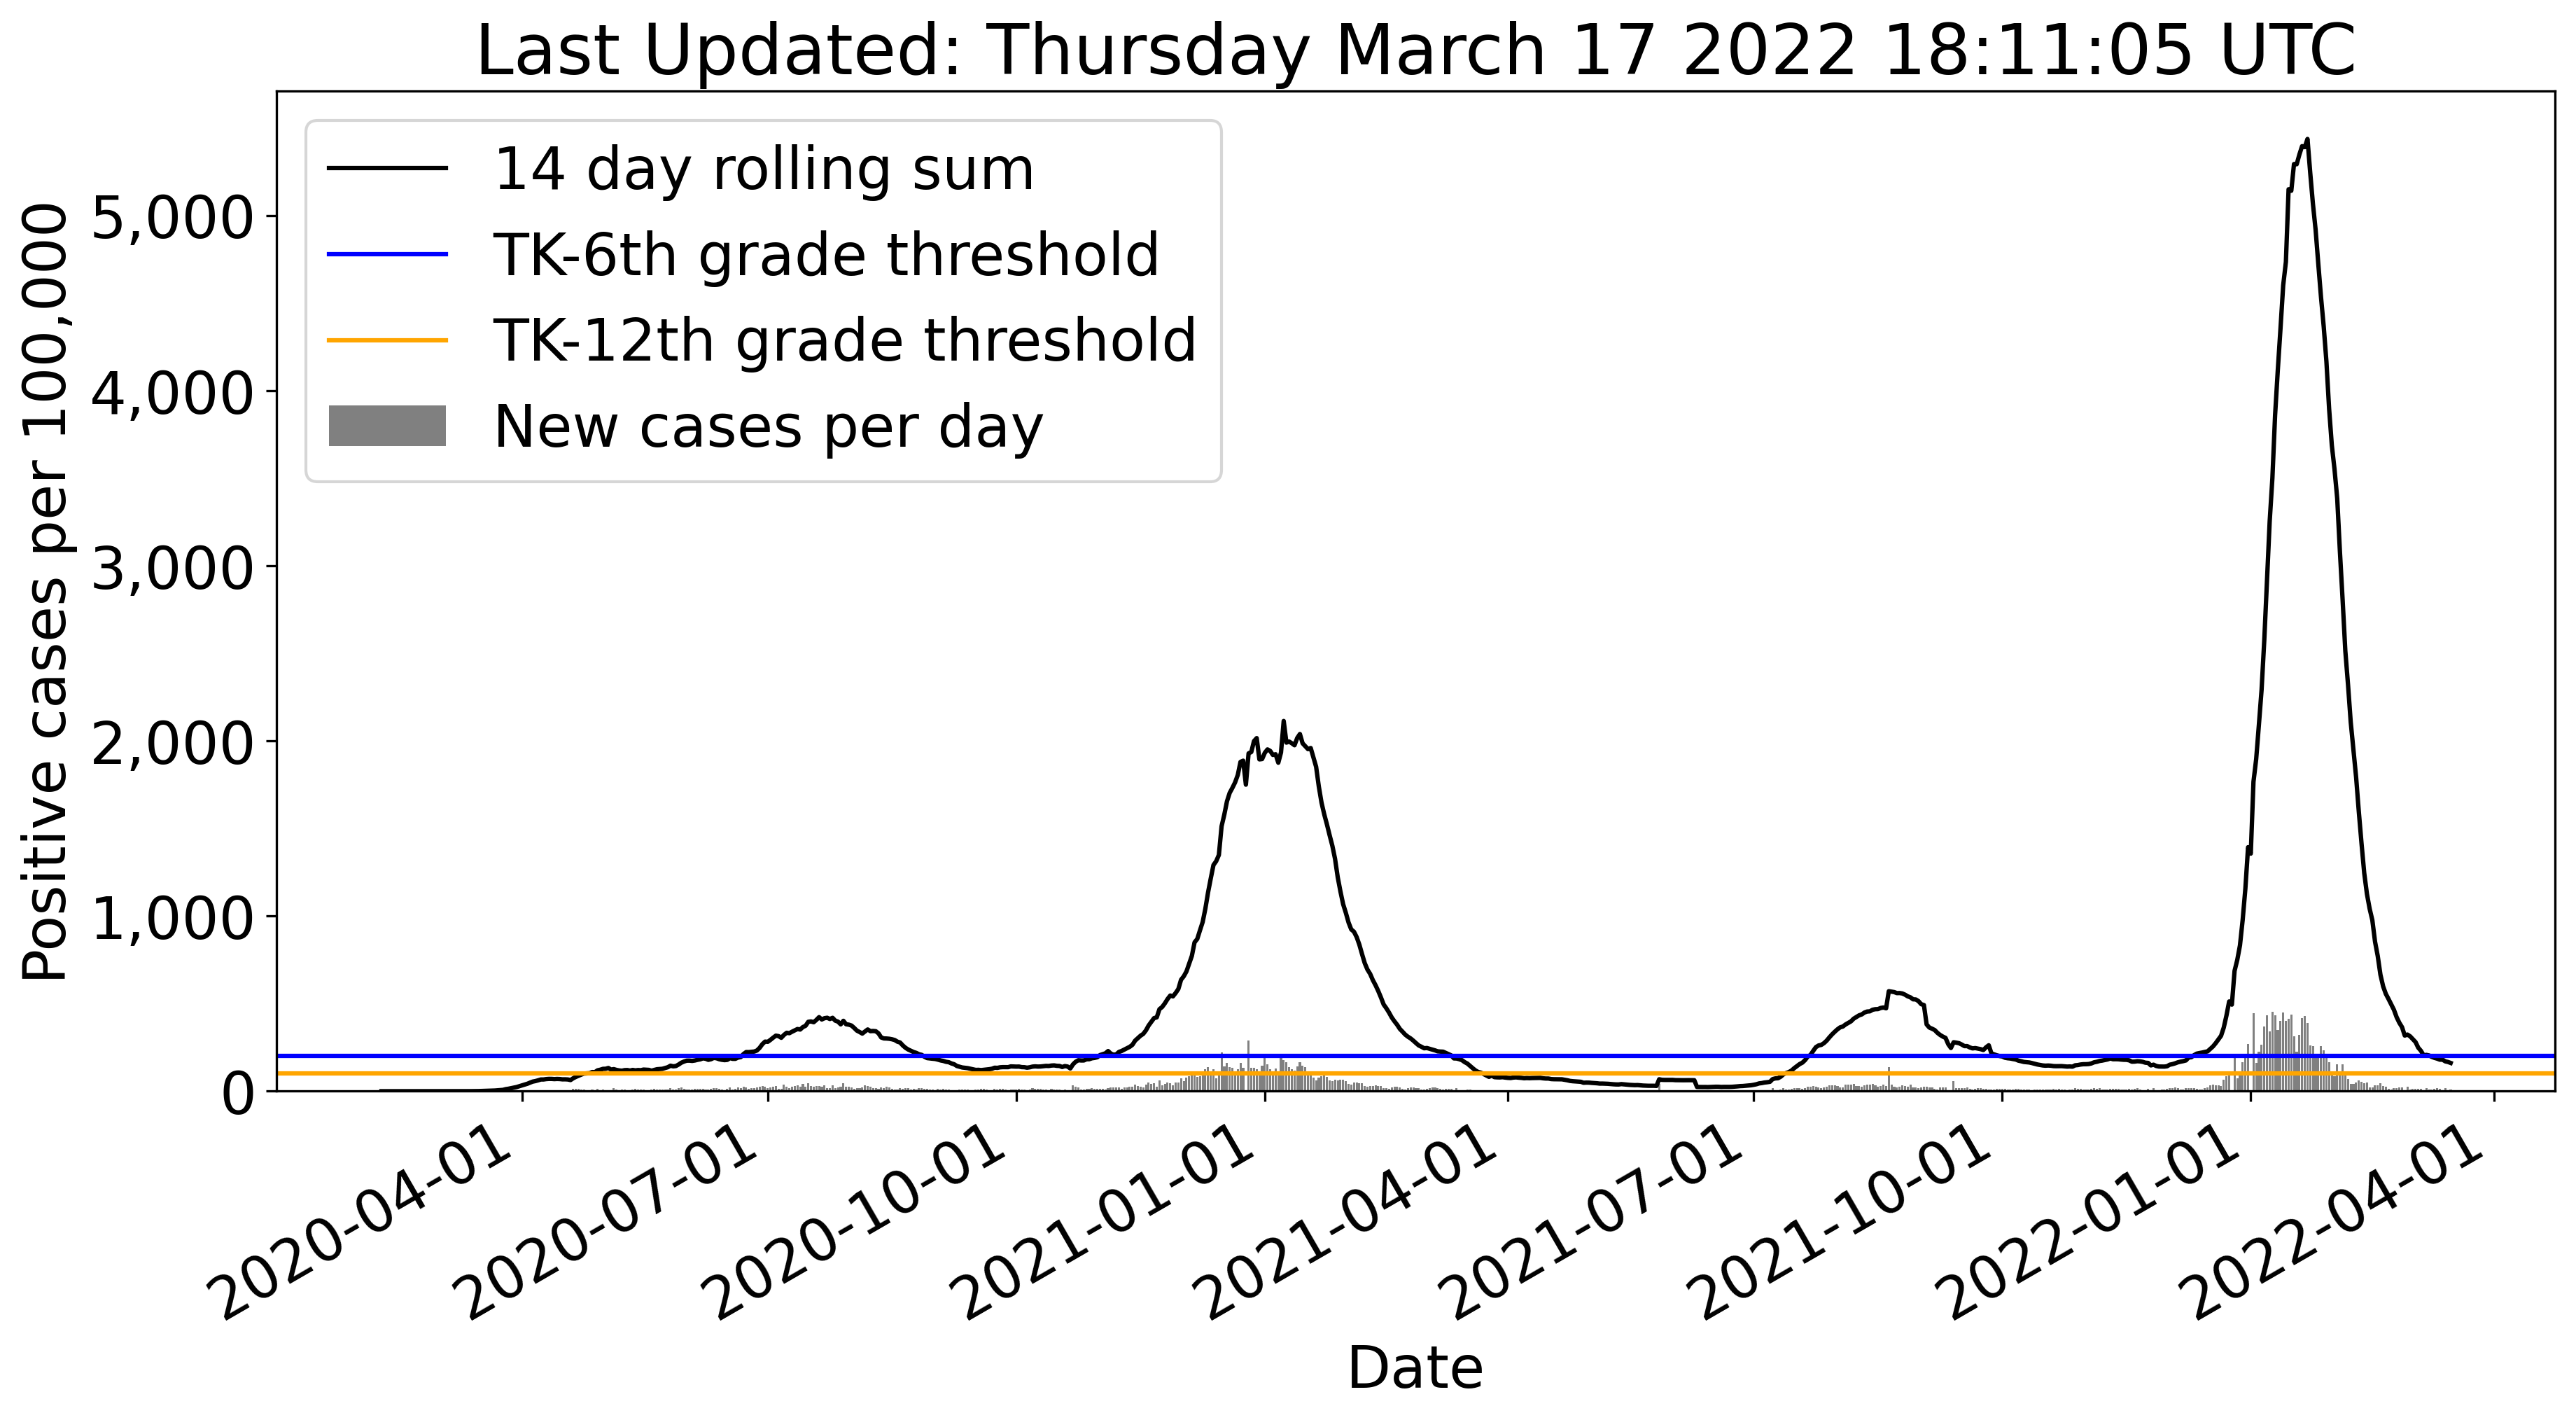 Last Updated: Thursday March 17 2022 18:11:05 UTC
14 day rolling sum
TK-6th grade threshold
TK-12th grade threshold
New cases per day
Positive cases per 100,000
5,000
4,000
3,000
2,000
1,000
0
2020-04-01
2020-07-01
2020-10-01
2021-01-01
2021-04-01
2021-07-01
2021-10-01
2022-01-01
2022-04-01
Date